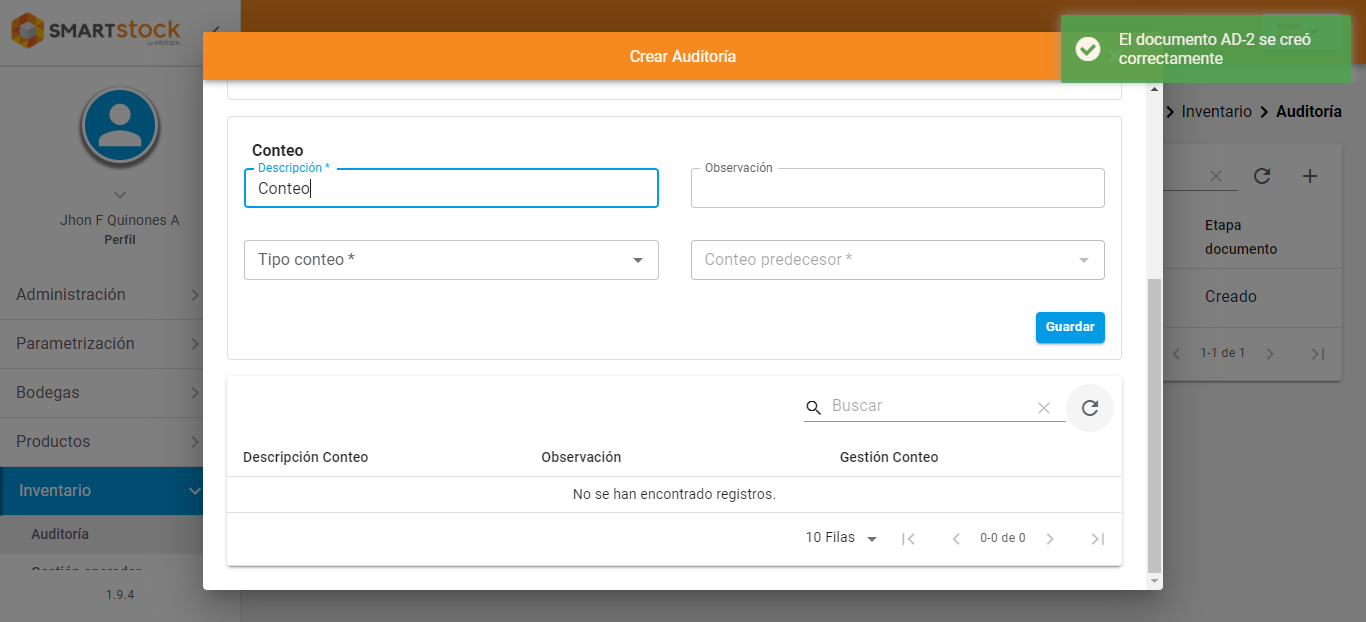 SMARTSTOCK
by infotrack
Crear Auditoría
El documento AD-2 se creó
correctamente
Inventario
Auditoría
Jhon F Quinones A
Perfil
Administración
Parametrización
Bodegas
Productos
Inventario
Auditoría
1.9.4
Conteo
Descripción *
Conteo
Observación
Tipo conteo *
Conteo predecesor *
Guardar
Buscar
Descripción Conteo
Observación
Gestión Conteo
No se han encontrado registros.
10 Filas
0-0 de 0
Etapa
documento
Creado
1-1 de 1